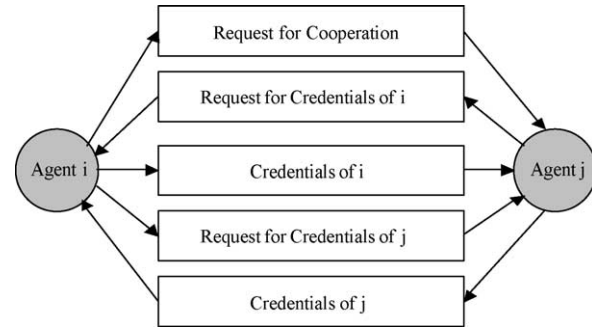 Request for Cooperation
Request for Credentials of i
Agent i
Credentials of i
Agent j
Request for Credentials of j
Credentials of j